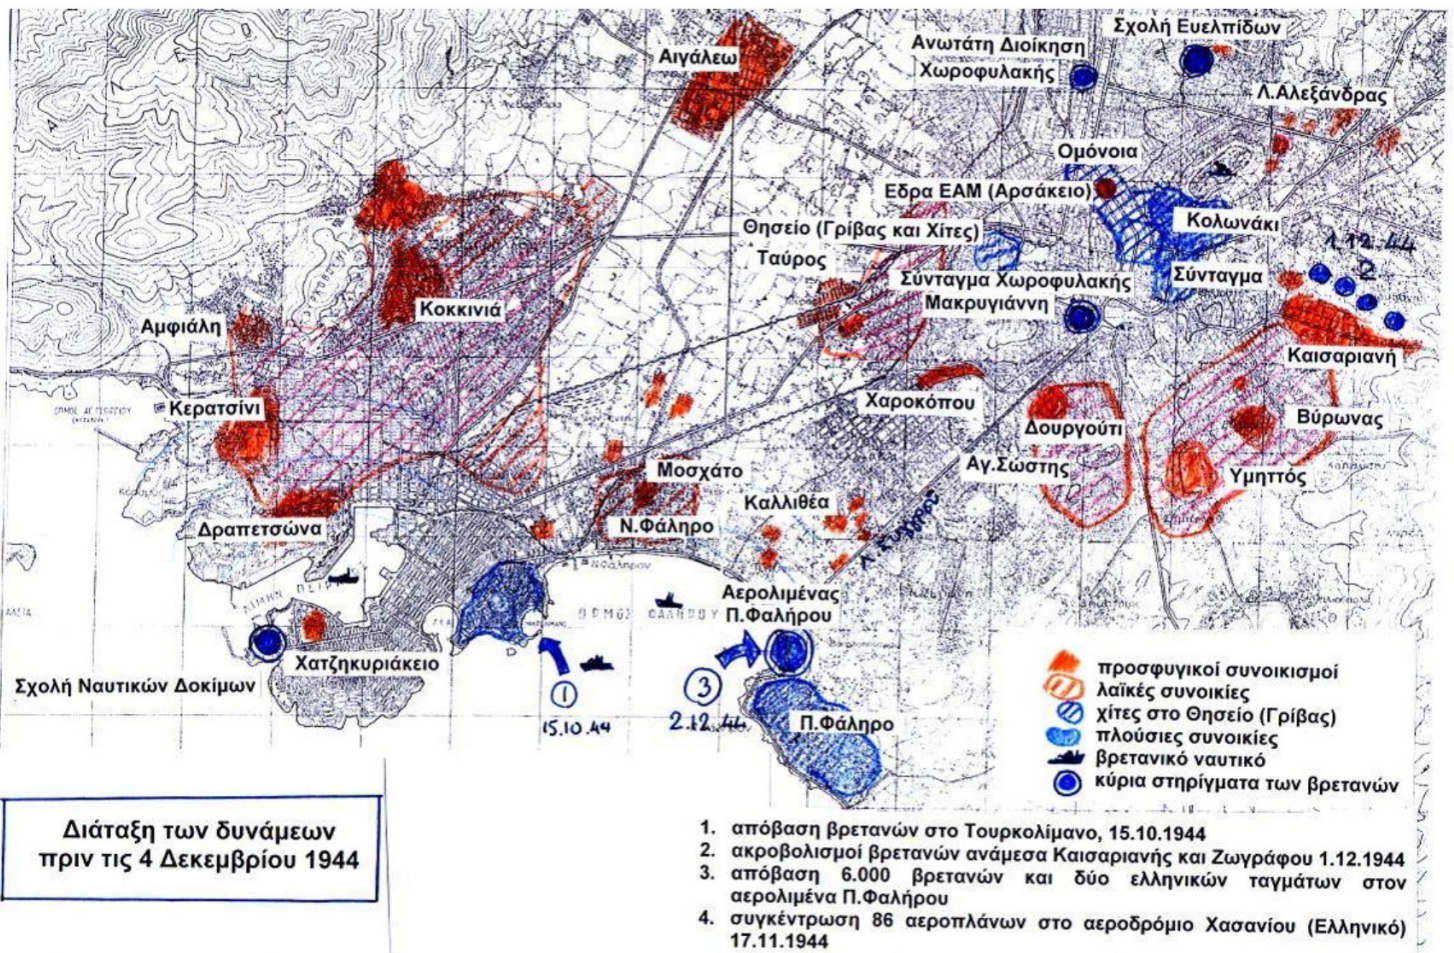 Σχολή Ευελπίδων
Ανωτάτη Διοίκηση
Χωροφυλακής
Αιγάλεω
Λ.Αλεξάνδρας
Ομόνοια
Εδρα ΕΑΜ (Αρσάκειο)
Κολωνάκι
Θησείο (Γρίβας και Χίτες)
1.12.44
2
Ταύρος
Σύνταγμα
Σύνταγμα Χωροφυλακής
Μακρυγιάννη
Κοκκινιά
Αμφιάλη
Καισαριανή
Χαροκόπου
Κερατσίνι
Βύρωνας
Δουργούτι
Αγ.Σώστης
Μοσχάτο
Υμηττός
Καλλιθέα
Δραπετσώνα
Ν.Φάληρο
Αερολιμένας
Π.Φαλήρου
ΟΡΜΟΣ ΦΑΛΗΡΟΥ
Χατζηκυριάκειο
Σχολή Ναυτικών Δοκίμων
1
15.10.44
3
2.12.44
Π.Φάληρο
προσφυγικοί συνοικισμοί
λαϊκές συνοικίες
χίτες στο Θησείο (Γρίβας)
πλούσιες συνοικίες
βρετανικό ναυτικό
κύρια στηρίγματα των βρετανών
Διάταξη των δυνάμεων
πριν τις 4 Δεκεμβρίου 1944
1. απόβαση βρετανών στο Τουρκολίμανο, 15.10.1944
2. ακροβολισμοί βρετανών ανάμεσα Καισαριανής και Ζωγράφου 1.12.1944
3. απόβαση 6.000 βρετανών και δύο ελληνικών ταγμάτων στον
αερολιμένα Π.Φαλήρου
4. συγκέντρωση 86 αεροπλάνων στο αεροδρόμιο Χασανίου (Ελληνικό)
17.11.1944